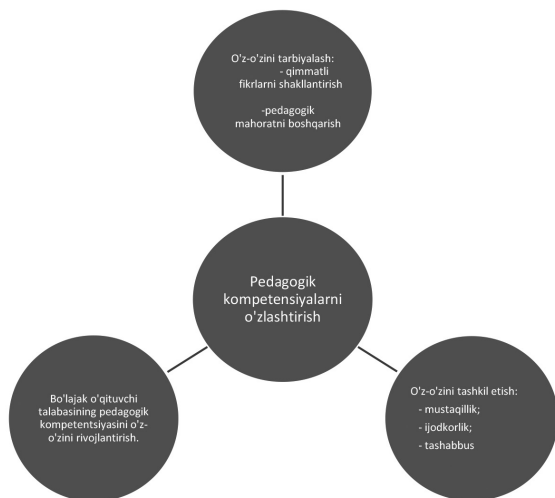 O'z-o'zini tarbiyalash:
- qimmatli
fikrlarni shakllantirish
-pedagogik
mahoratni boshqarish
Pedagogik
kompetensiyalarni
o'zlashtirish
Bo'lajak o'qituvchi
talabasining pedagogik
kompetentsiyasini o'z-
o'zini rivojlantirish.
O'z-o'zini tashkil etish:
- mustaqillik;
- ijodkorlik;
- tashabbus